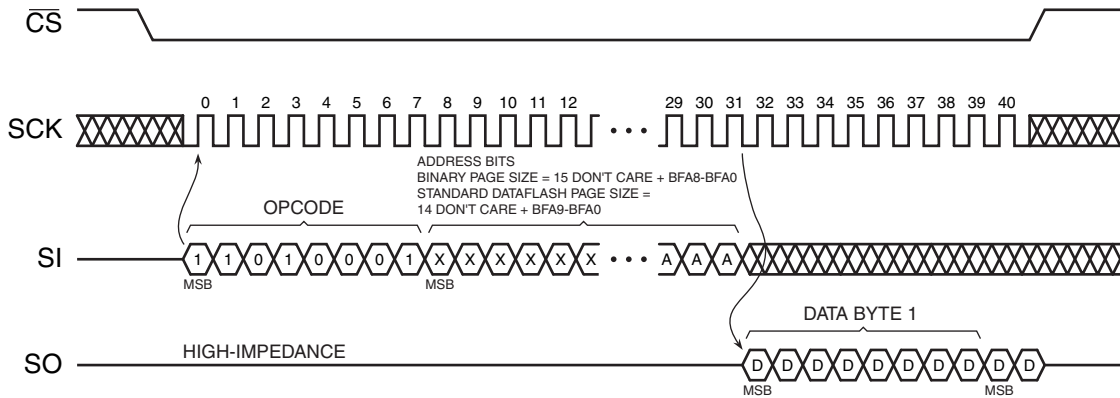 CS
SCK
0 1 2 3 4 5 6 7 8 9 10 11 12 29 30 31 32 33 34 35 36 37 38 39 40
ADDRESS BITS
BINARY PAGE SIZE = 15 DON'T CARE + BFA8-BFA0
STANDARD DATAFLASH PAGE SIZE =
14 DON'T CARE + BFA9-BFA0
OPCODE
SI
1 1 0 1 0 0 0 1 X X X X X X A A A
MSB MSB
DATA BYTE 1
HIGH-IMPEDANCE
SO
D D D D D D D D D D
MSB MSB